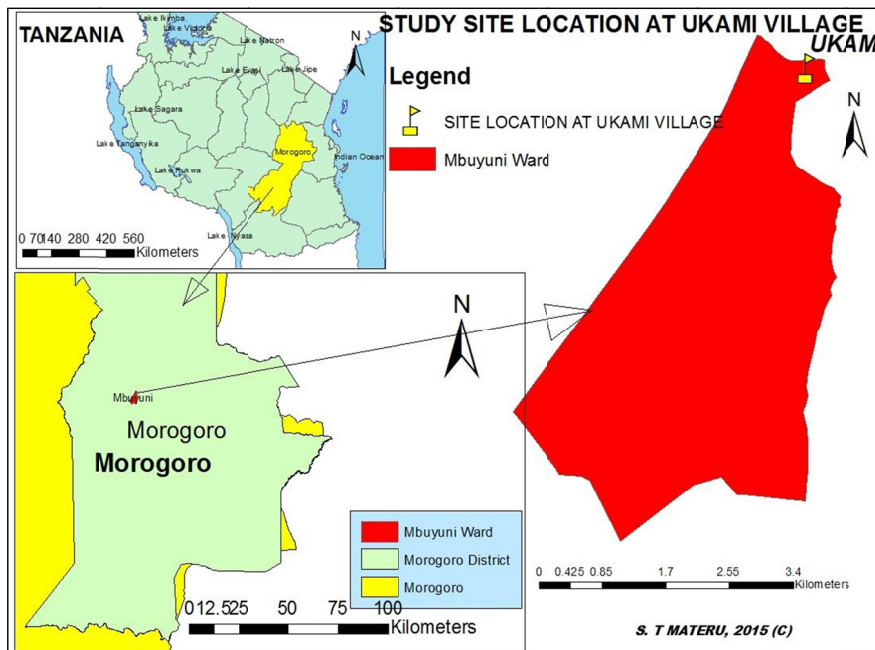 STUDY SITE LOCATION AT UKAMI VILLAGE
TANZANIA
Lake Ikimba
Lake Victoria
Lake Natron
N
Lake Eyasi
Lake Jipe
Lake Sagara
Lake Tanganyika
Morogoro
Indian Ocean
Lake Rukwa
Lake Nyasa
0 70140 280 420 560
Kilometers
Legend
SITE LOCATION AT UKAMI VILLAGE
Mbuyuni Ward
UKAM
N
N
Mbuyuni
Morogoro
Morogoro
Mbuyuni Ward
Morogoro District
Morogoro
012.525 50 75 100
Kilometers
0 0.425 0.85 1.7 2.55 3.4
Kilometers
S. T MATERU, 2015 (C)